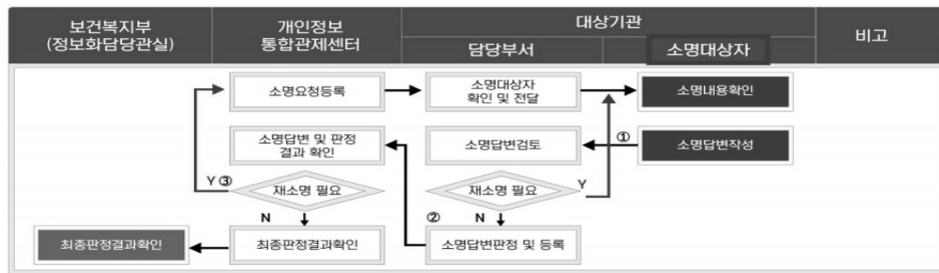 보건복지부
(정보화담당관실)
개인정보
통합관제센터
대상기관
담당부서
소명대상자
비고
소명요청등록
소명대상자
확인 및 전달
소명내용확인
소명답변 및 판정
결과 확인
소명답변검토
①
소명답변작성
Y ③
재소명 필요
재소명 필요
Y
N
②
N
최종판정결과확인
최종판정결과확인
소명답변판정 및 등록